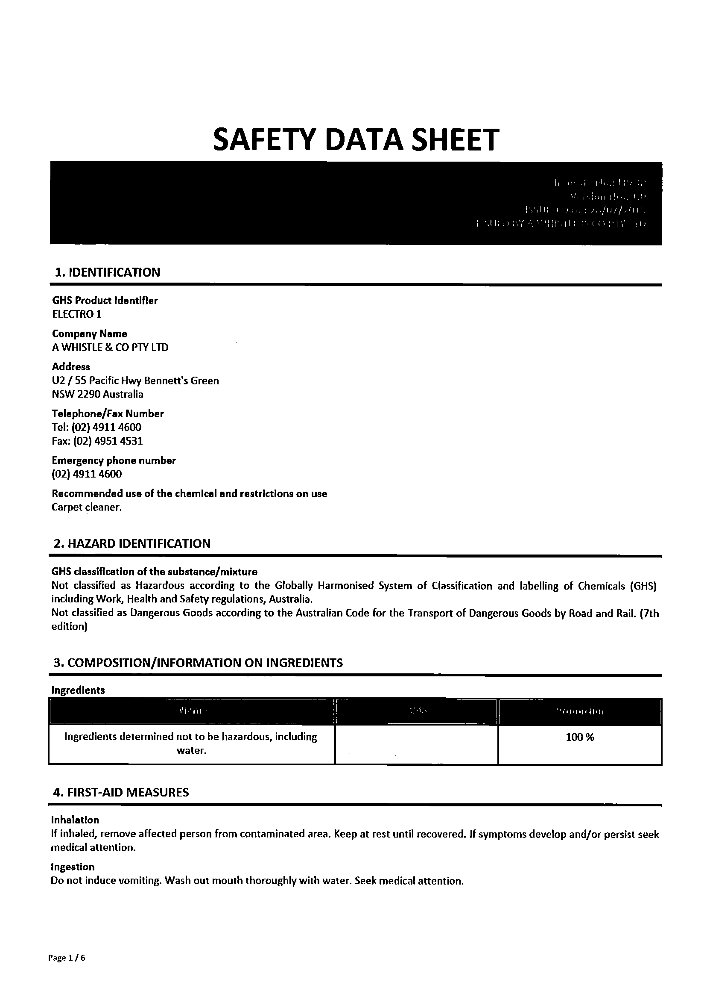 SAFETY DATA SHEET
Version No: 1.0
ISSUED Date: 28/07/2015
ISSUED BY A WHISTLE & CO PTY LTD
1. IDENTIFICATION
GHS Product Identifier
ELECTRO 1
Company Name
A WHISTLE & CO PTY LTD
Address
U2 / 55 Pacific Hwy Bennett's Green
NSW 2290 Australia
Telephone/Fax Number
Tel: (02) 4911 4600
Fax: (02) 4951 4531
Emergency phone number
(02) 4911 4600
Recommended use of the chemical and restrictions on use
Carpet cleaner.
2. HAZARD IDENTIFICATION
GHS classification of the substance/mixture
Not classified as Hazardous according to the Globally Harmonised System of Classification and labelling of Chemicals (GHS)
including Work, Health and Safety regulations, Australia.
Not classified as Dangerous Goods according to the Australian Code for the Transport of Dangerous Goods by Road and Rail. (7th
edition)
3. COMPOSITION/INFORMATION ON INGREDIENTS
Ingredients
Name CAS Proportion
Ingredients determined not to be hazardous, including 100 %
water.
4. FIRST-AID MEASURES
Inhalation
If inhaled, remove affected person from contaminated area. Keep at rest until recovered. If symptoms develop and/or persist seek
medical attention.
Ingestion
Do not induce vomiting. Wash out mouth thoroughly with water. Seek medical attention.
Page 1 / 6